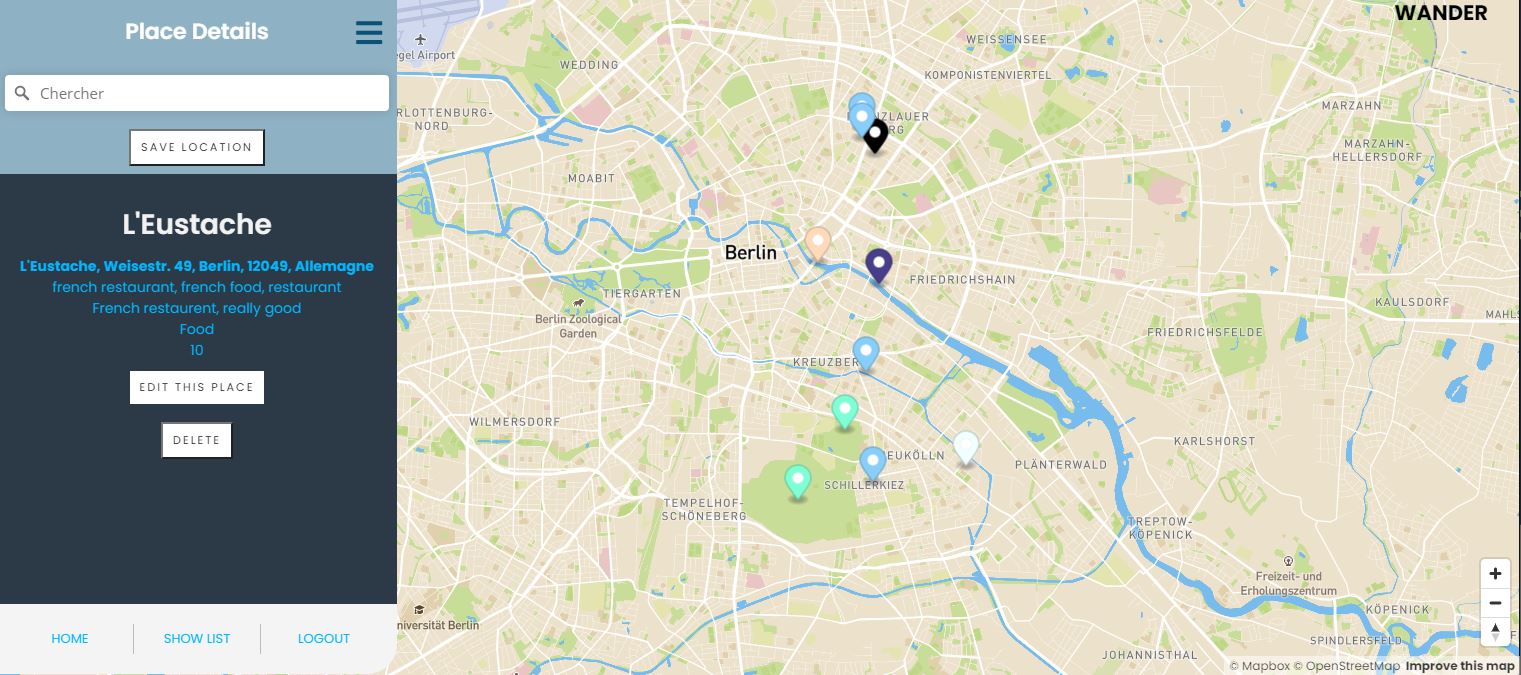 Place Details
Chercher
SAVE LOCATION
L'Eustache
L'Eustache, Weisestr. 49, Berlin, 12049, Allemagne
french restaurant, french food, restaurant
French restaurent, really good
Food
10
EDIT THIS PLACE
DELETE
HOME
SHOW LIST
LOGOUT
WANDER
egel Airport
WEISSENSEE
WEDDING
KOMPONISTENVIERTEL
RLOTTENBURG-
NORD
NZLAUER
RG
MARZAHN
MARZAHN-
HELLERSDORF
MOABIT
Berlin
FRIEDRICHSHAIN
TIERGARTEN
Berlin Zoological
Garden
KAULSDORF
MAHLS
FRIEDRICHSFELDE
KREUZBER
WILMERSDORF
KARLSHORST
EUKÖLLN
PLÄNTERWALD
SCHILLERKIEZ
TEMPELHOF-
SCHÖNEBERG
TREPTOW-
KÖPENICK
Freizeit- und
Erholungszentrum
KÖPENICK
niversität Berlin
SPINDLERSFELD
F
JOHANNISTHAL
© Mapbox © OpenStreetMap Improve this map